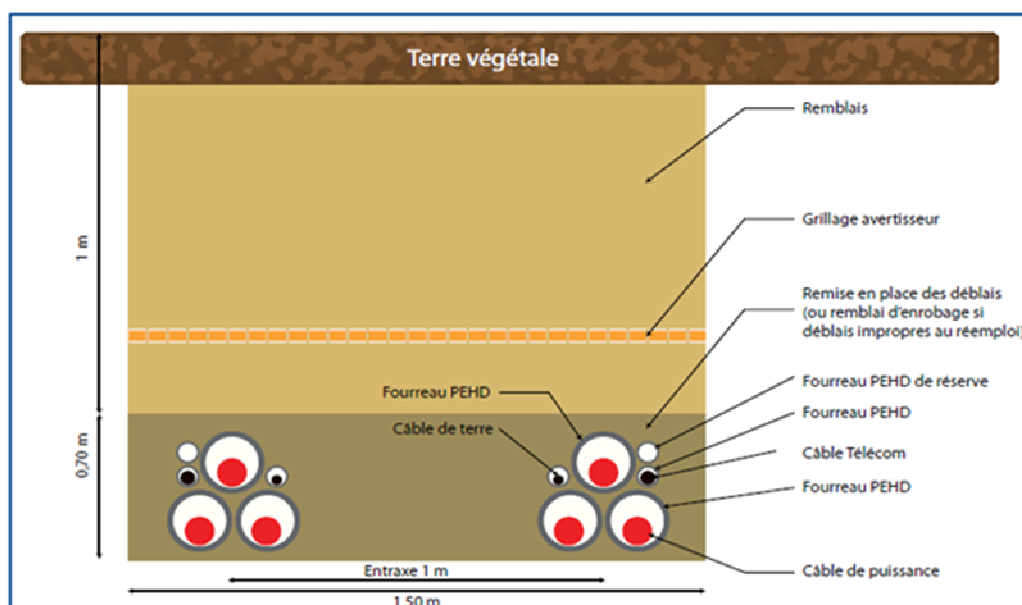 Terre végétale
Remblais
Grillage avertisseur
1 m
Remise en place des déblais
(ou remblai d'enrobage si
déblais impropres au réemploi)
Fourreau PEHD de réserve
Fourreau PEHD
Fourreau PEHD
Câble de terre
Câble Télécom
0,70 m
Fourreau PEHD
Entraxe 1 m
Câble de puissance
1,50 m